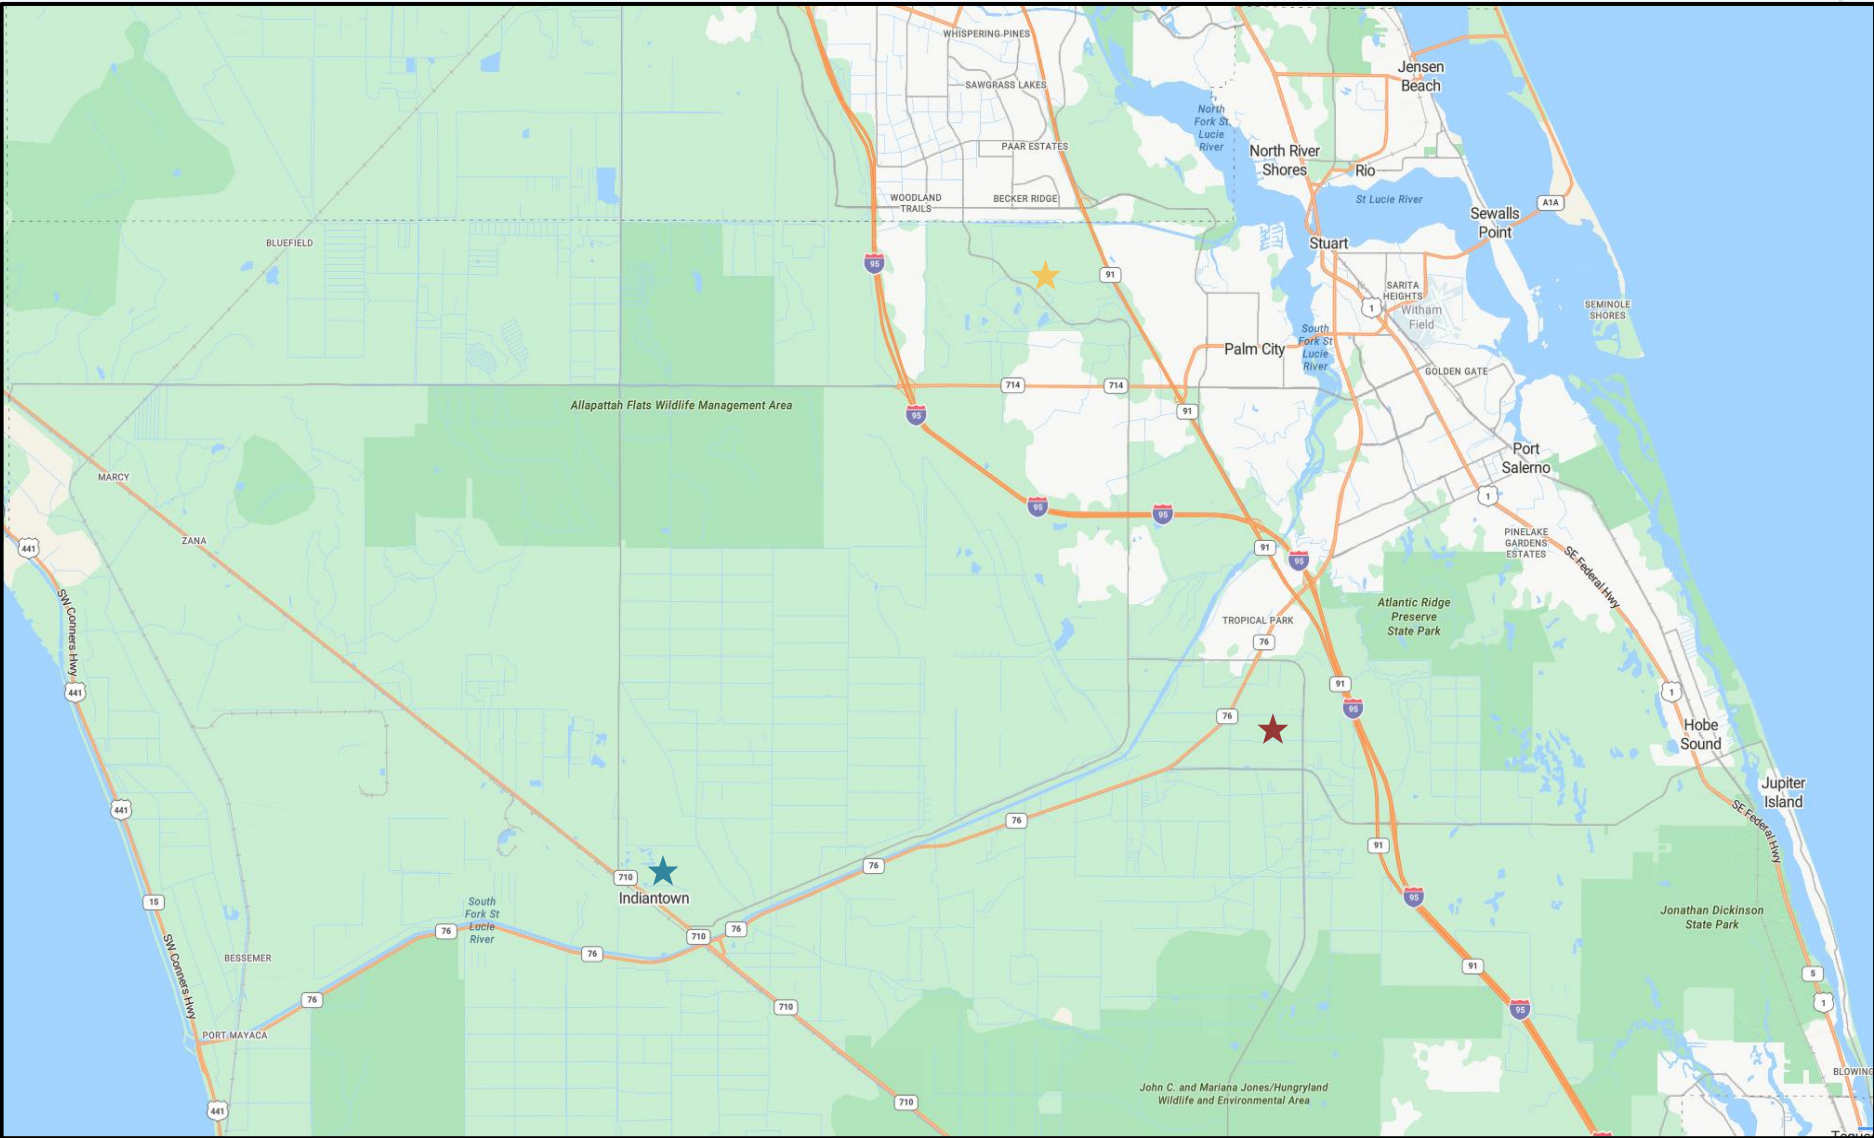 WHISPERING PINES
Jensen
Beach
SAWGRASS LAKES
North
Fork St
Lucie
River
PAAR ESTATES
North River
Shores
Rio
WOODLAND
TRAILS
BECKER RIDGE
St Lucie River
A1A
Sewalls
Point
BLUEFIELD
Stuart
95
91
SARITA
HEIGHTS
1
Witham
Field
SEMINOLE
SHORES
South
Fork St
Lucie
River
Palm City
GOLDEN GATE
714
714
Allapattah Flats Wildlife Management Area
95
91
Port
Salerno
MARCY
1
95
95
ZANA
441
91
95
PINELAKE
GARDENS
ESTATES
SE Federal Hwy
SW Conners Hwy
Atlantic Ridge
Preserve
State Park
TROPICAL PARK
76
441
91
1
95
76
Hobe
Sound
Jupiter
Island
441
76
SE Federal Hwy
91
76
710
Indiantown
95
15
South
Fork St
Lucie
River
Jonathan Dickinson
State Park
76
710
76
76
SW Conners Hwy
BESSEMER
91
5
76
710
95
1
PORT MAYACA
BLOWING
John C. and Mariana Jones/Hungryland
Wildlife and Environmental Area
710
441